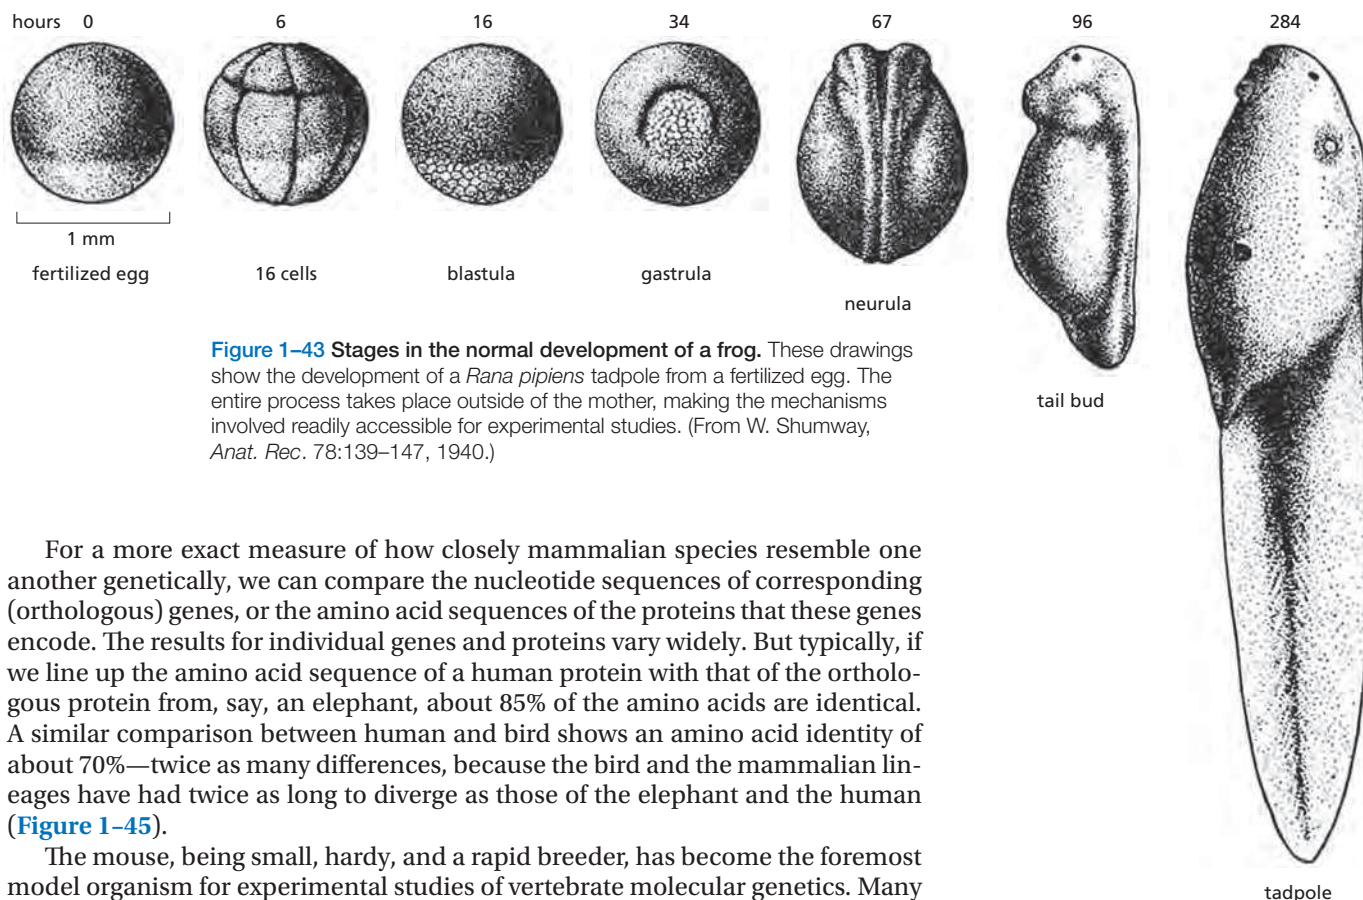 hours 0 6 16 34 67 96 284
1 mm
fertilized egg 16 cells blastula gastrula
neurula
tail bud
tadpole
Figure 1–43 Stages in the normal development of a frog. These drawings
show the development of a Rana pipiens tadpole from a fertilized egg. The
entire process takes place outside of the mother, making the mechanisms
involved readily accessible for experimental studies. (From W. Shumway,
Anat. Rec. 78:139–147, 1940.)
For a more exact measure of how closely mammalian species resemble one
another genetically, we can compare the nucleotide sequences of corresponding
(orthologous) genes, or the amino acid sequences of the proteins that these genes
encode. The results for individual genes and proteins vary widely. But typically, if
we line up the amino acid sequence of a human protein with that of the ortholo-
gous protein from, say, an elephant, about 85% of the amino acids are identical.
A similar comparison between human and bird shows an amino acid identity of
about 70%—twice as many differences, because the bird and the mammalian lin-
eages have had twice as long to diverge as those of the elephant and the human
(Figure 1–45).
The mouse, being small, hardy, and a rapid breeder, has become the foremost
model organism for experimental studies of vertebrate molecular genetics. Many